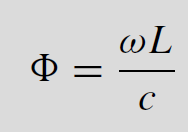 Φ = ωL / c